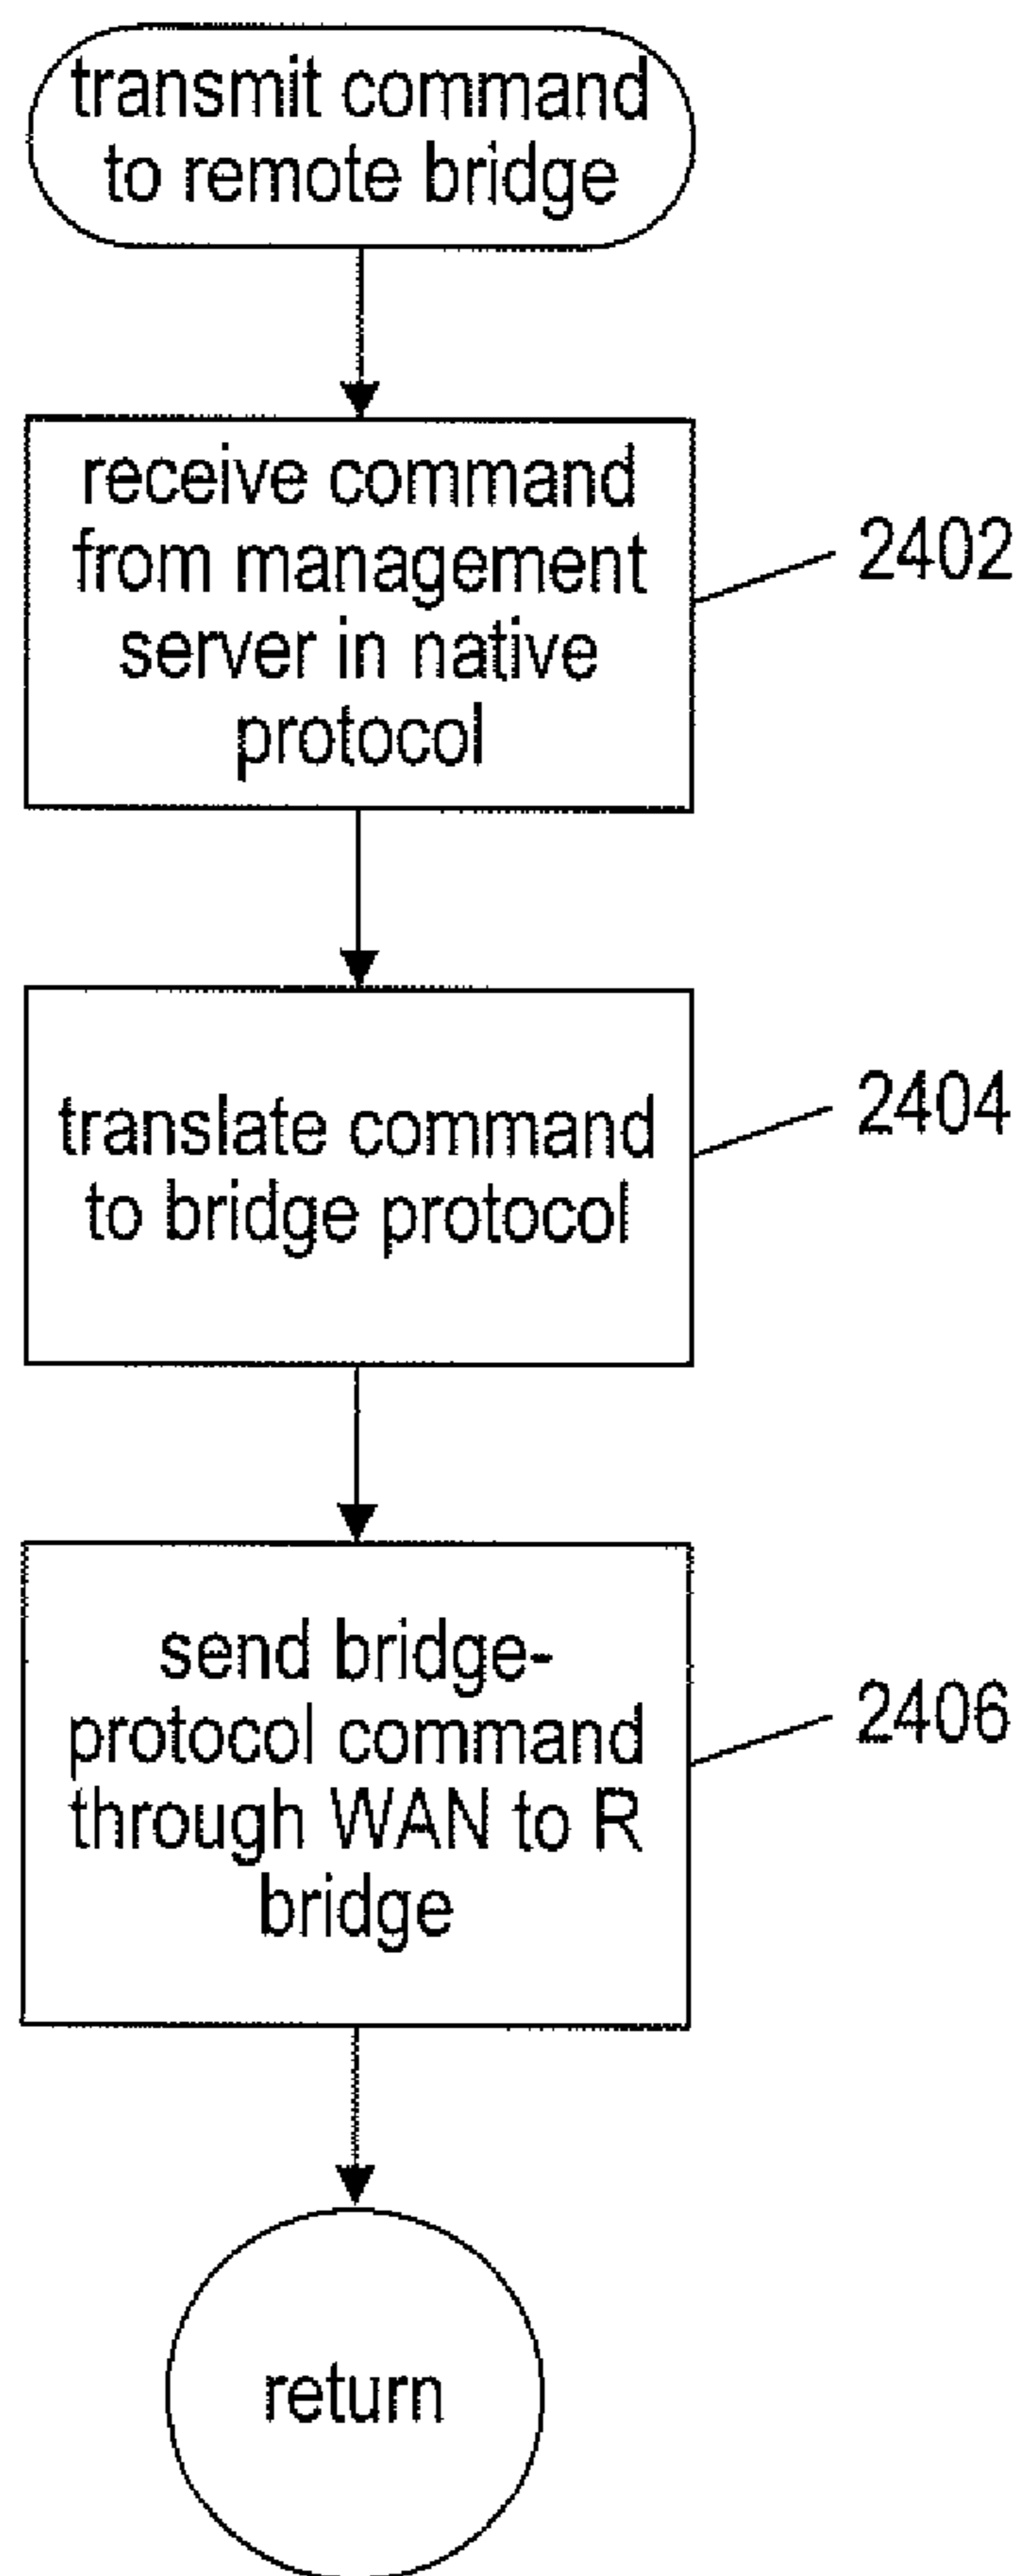 transmit command
to remote bridge
receive command
from management
server in native
protocol
2402
translate command
to bridge protocol
2404
send bridge-
protocol command
through WAN to R
bridge
2406
return